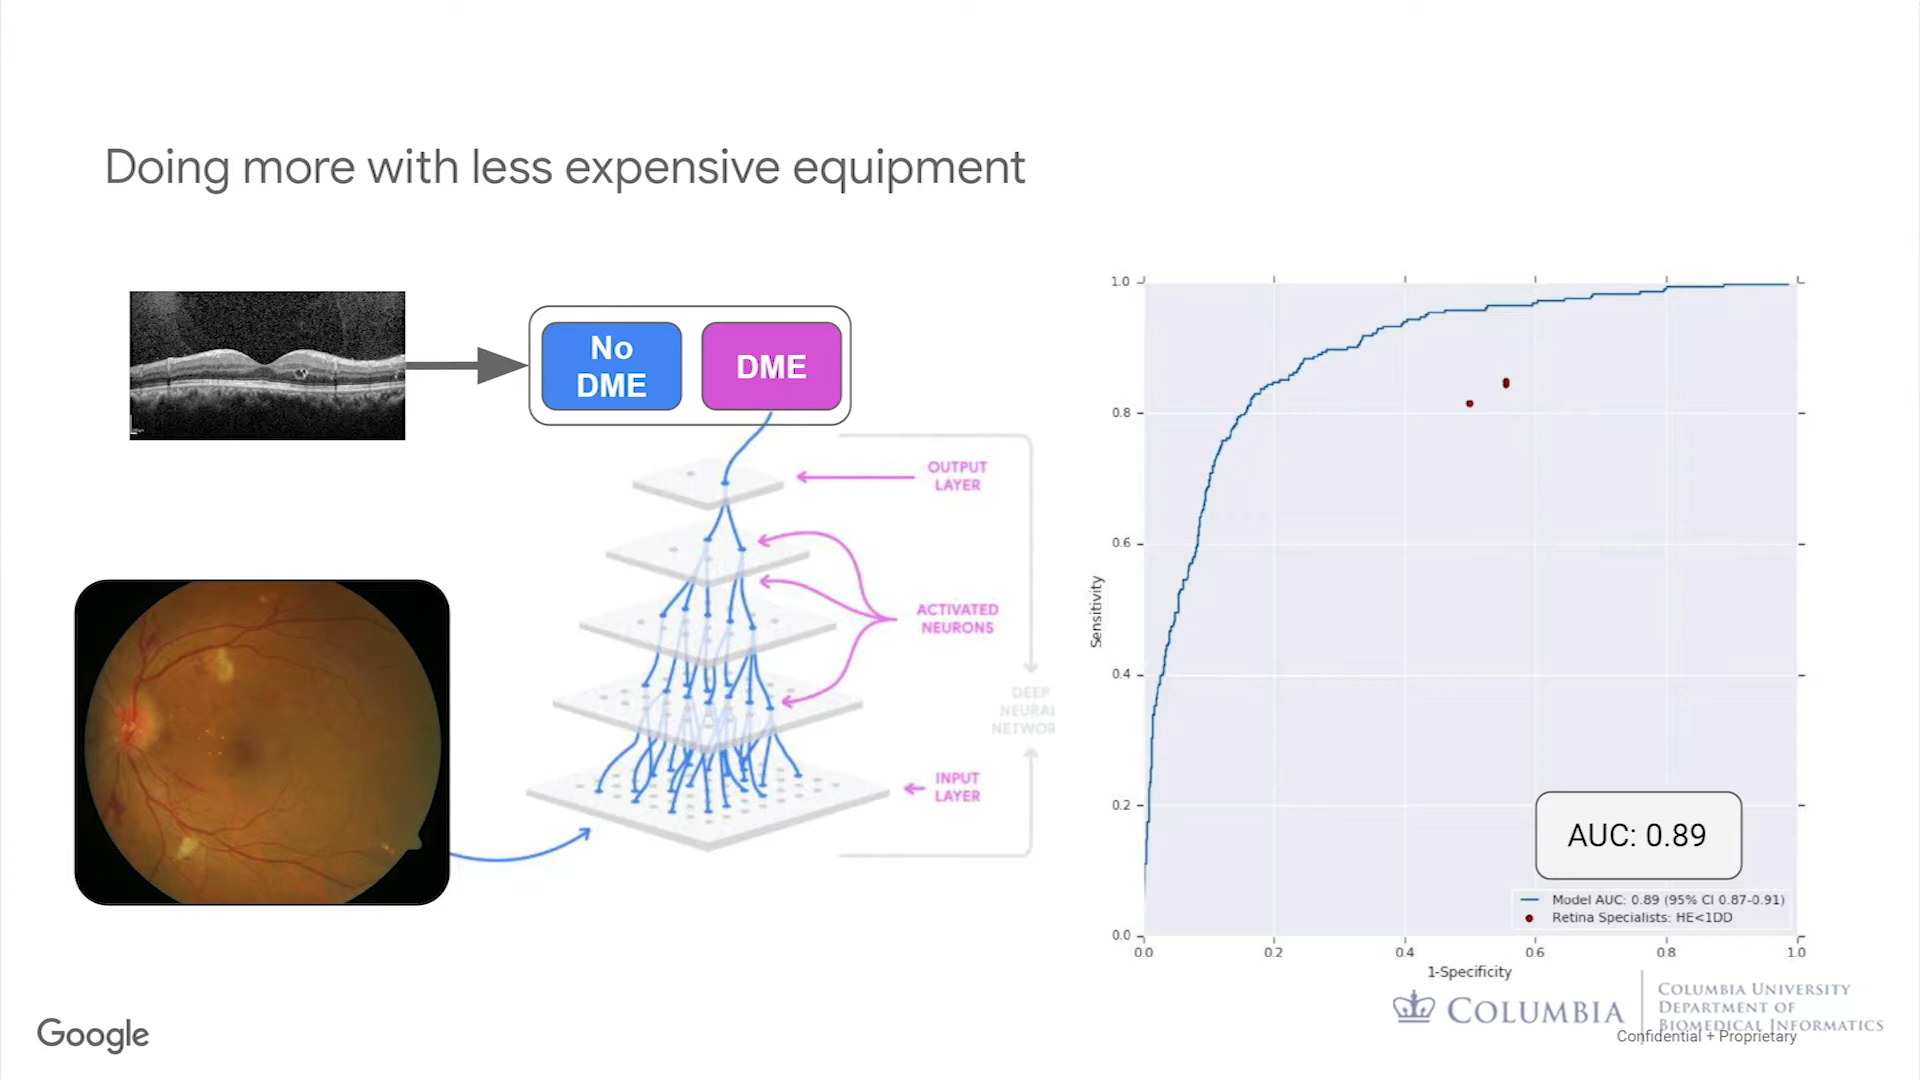 Doing more with less expensive equipment
No
DME
DME
OUTPUT
LAYER
ACTIVATED
NEURONS
DEEP
NEURAL
NETWOR
INPUT
LAYER
1.0
0.8
0.6
0.4
0.2
0.0
Sensitivity
AUC: 0.89
Model AUC: 0.89 (95% CI 0.87-0.91)
Retina Specialists: HE<1DD
0.0 0.2 0.4 0.6 0.8 1.0
1-Specificity
COLUMBIA
COLUMBIA UNIVERSITY
DEPARTMENT OF
BIOMEDICAL INFORMATICS
Confidential + Proprietary
Google